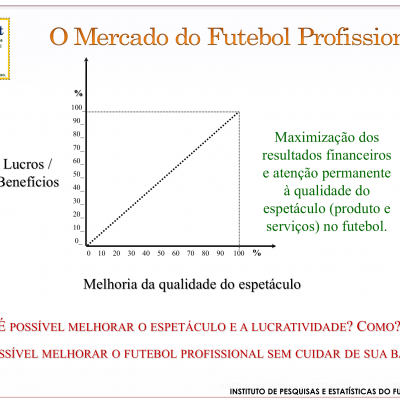 O Mercado do Futebol Profission
%
100
90
80
70
60
50
40
30
20
10
0
Lucros /
Benefícios
0 10 20 30 40 50 60 70 80 90 100 %
Melhoria da qualidade do espetáculo
Maximização dos
resultados financeiros
e atenção permanente
à qualidade do
espetáculo (produto e
serviços) no futebol.
É POSSÍVEL MELHORAR O ESPETÁCULO E A LUCRATIVIDADE? COMO?
SSÍVEL MELHORAR O FUTEBOL PROFISSIONAL SEM CUIDAR DE SUA B
INSTITUTO DE PESQUISAS E ESTATÍSTICAS DO FU